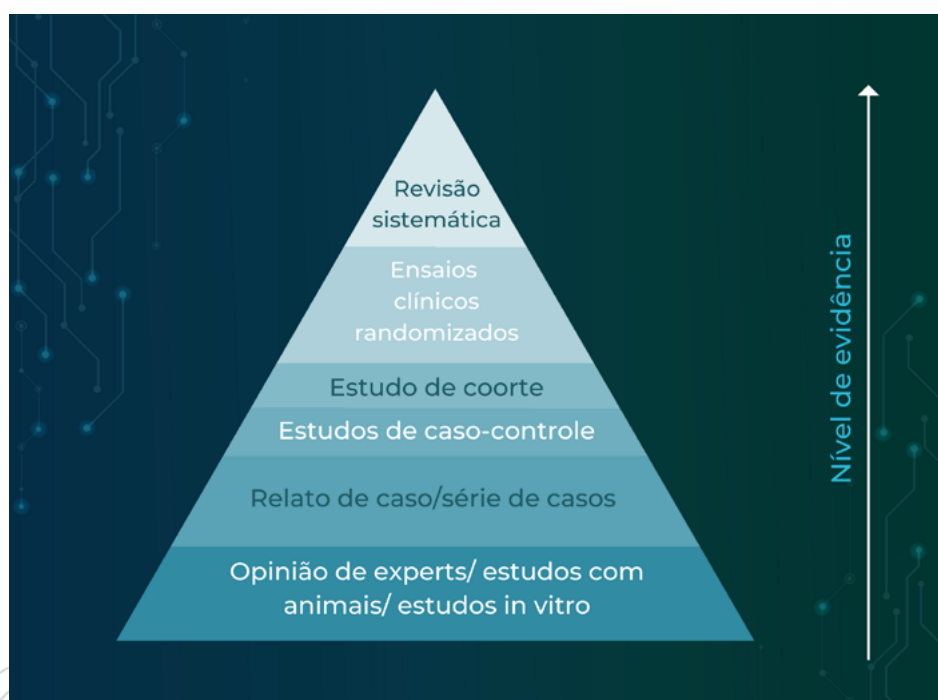 Revisão
sistemática
Ensaios
clínicos
randomizados
Estudo de coorte
Estudos de caso-controle
Relato de caso/série de casos
Opinião de experts/ estudos com
animais/ estudos in vitro
Nível de evidência